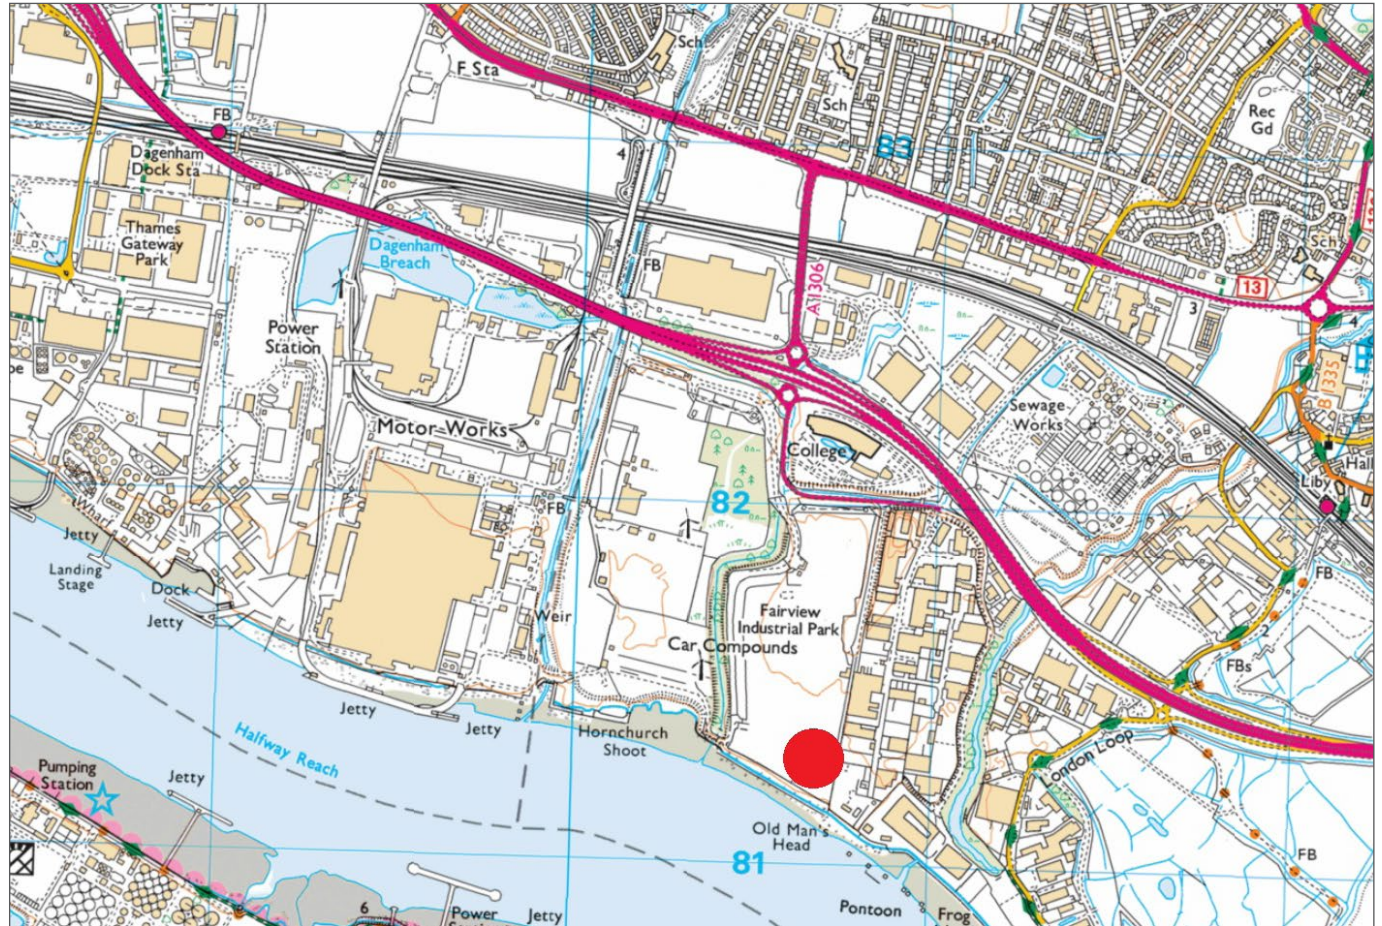 F Sta
Sch
Sch
Rec
Gd
83
FB
4
Dagenham
Dock Sta
Thames
Gateway
Park
Dagenham
Breach
FB
A1306
Sch
13
3
4
Power
Station
B1335
Motor Works
College
Sewage
Works
Hall
Liby
82
FB
Wharf
Jetty
Landing
Stage
Dock
Jetty
Weir
Fairview
Industrial Park
Car Compounds
FB
2
FBs
Jetty
Jetty
Hornchurch
Shoot
Halfway Reach
London Loop
Pumping
Station
Jetty
Old Man's
Head
81
FB
6
Power
Jetty
Pontoon
Frog